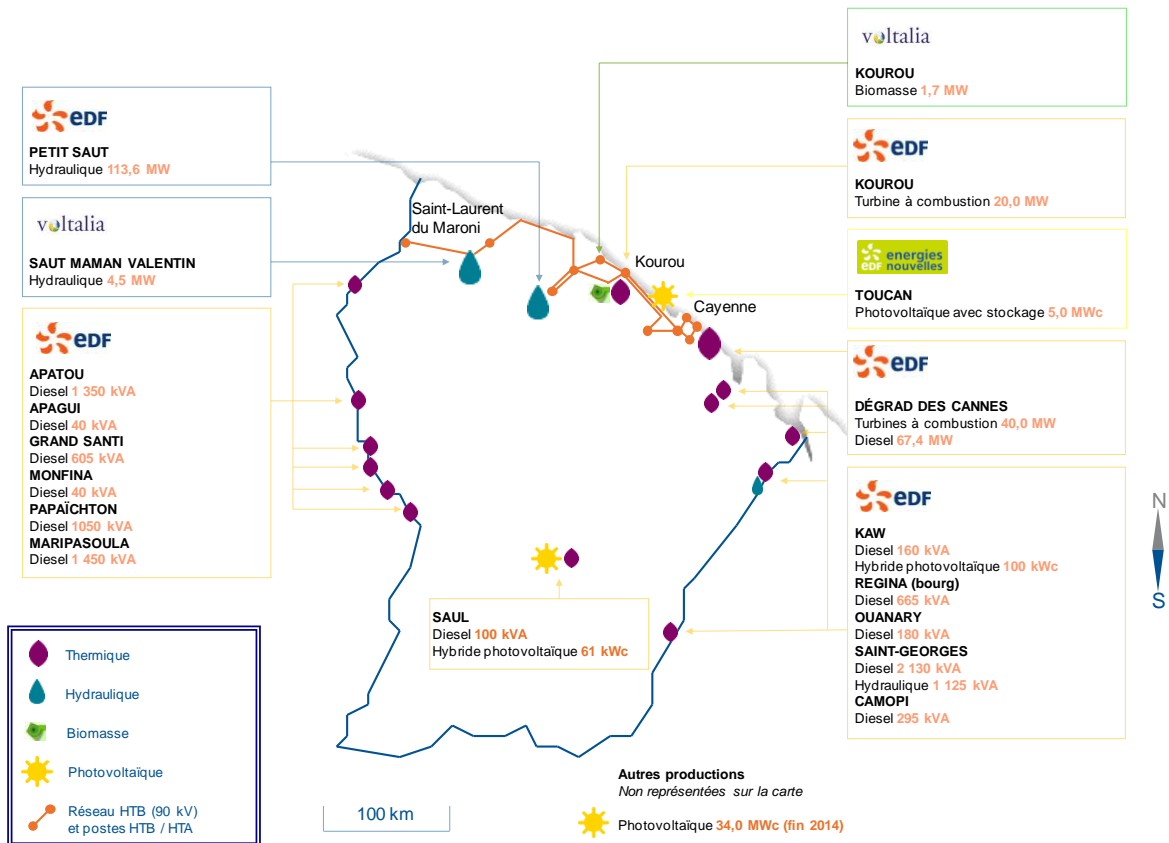 edf
PETIT SAUT
Hydraulique 113,6 MW
voltalia
SAUT MAMAN VALENTIN
Hydraulique 4,5 MW
edf
APATOU
Diesel 1 350 kVA
APAGUI
Diesel 40 kVA
GRAND SANTI
Diesel 605 kVA
MONFINA
Diesel 40 kVA
PAPAÏCHTON
Diesel 1050 kVA
MARIPASOULA
Diesel 1 450 kVA
Thermique
Hydraulique
Biomasse
Photovoltaïque
Réseau HTB (90 kV)
et postes HTB / HTA
Saint-Laurent
du Maroni
Kourou
Cayenne
SAUL
Diesel 100 kVA
Hybride photovoltaïque 61 kWc
100 km
Autres productions
Non représentées sur la carte
Photovoltaïque 34,0 MWc (fin 2014)
voltalia
KOUROU
Biomasse 1,7 MW
edf
KOUROU
Turbine à combustion 20,0 MW
edf energies
nouvelles
TOUCAN
Photovoltaïque avec stockage 5,0 MWc
edf
DÉGRAD DES CANNES
Turbines à combustion 40,0 MW
Diesel 67,4 MW
edf
KAW
Diesel 160 kVA
Hybride photovoltaïque 100 kWc
REGINA (bourg)
Diesel 665 kVA
OUANARY
Diesel 180 kVA
SAINT-GEORGES
Diesel 2 130 kVA
Hydraulique 1 125 kVA
CAMOPI
Diesel 295 kVA
N
S